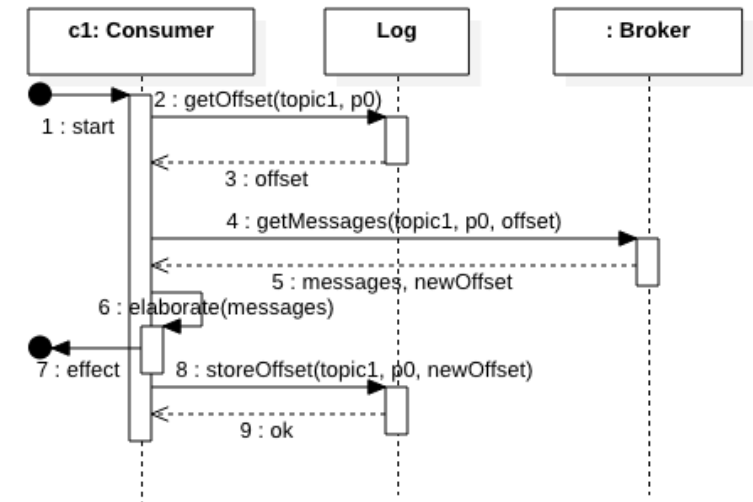 c1: Consumer
Log
: Broker
2 : getOffset(topic1, p0)
1 : start
3 : offset
4 : getMessages(topic1, p0, offset)
5 : messages, newOffset
6 : elaborate(messages)
7 : effect
8 : storeOffset(topic1, p0, newOffset)
9 : ok